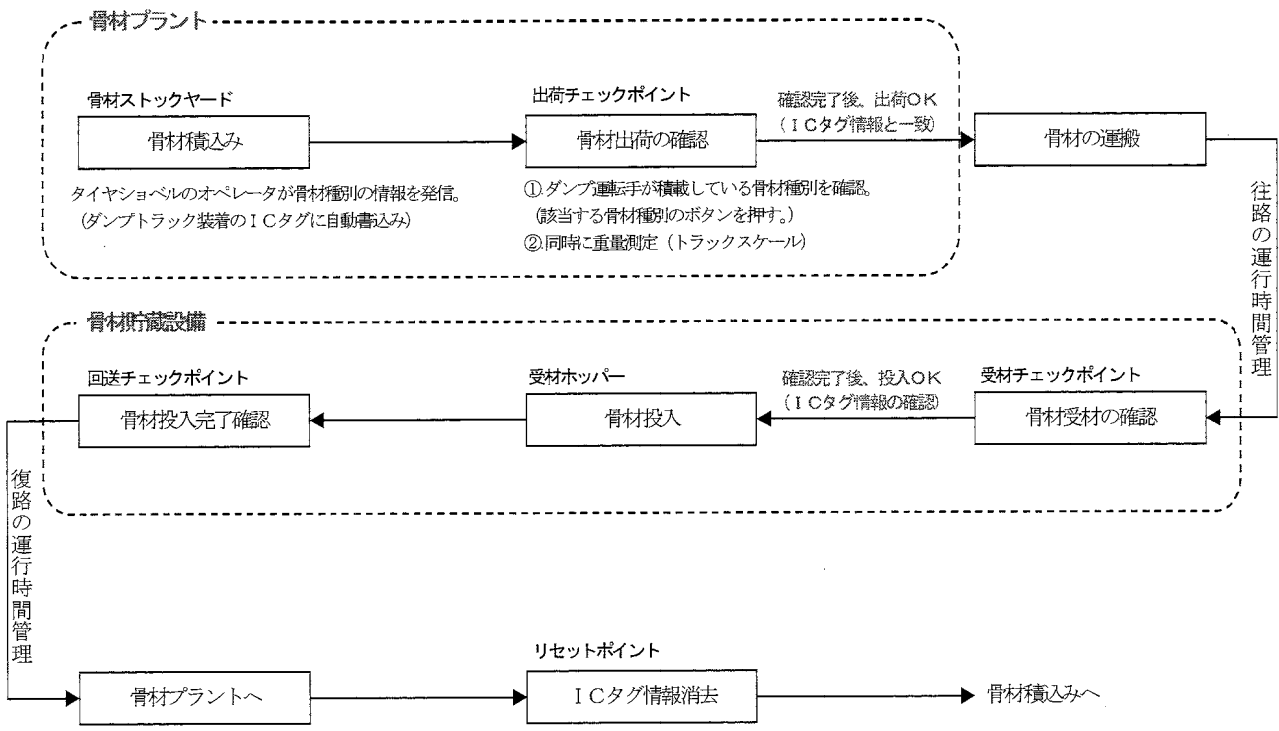 骨材プラント
骨材ストックヤード
骨材積込み
タイヤショベルのオペレータが骨材種別の情報を発信。
(ダンプトラック装着のICタグに自動書込み)
出荷チェックポイント
骨材出荷の確認
①.ダンプ運転手が積載している骨材種別を確認。
(該当する骨材種別のボタンを押す。)
②.同時に重量測定(トラックスケール)
確認完了後、出荷OK
(ICタグ情報と一致)
骨材の運搬
往路の運行時間管理
骨材貯蔵設備
受材チェックポイント
骨材受材の確認
確認完了後、投入OK
(ICタグ情報の確認)
受材ホッパー
骨材投入
回送チェックポイント
骨材投入完了確認
復路の運行時間管理
骨材プラントへ
リセットポイント
ICタグ情報消去
骨材積込みへ